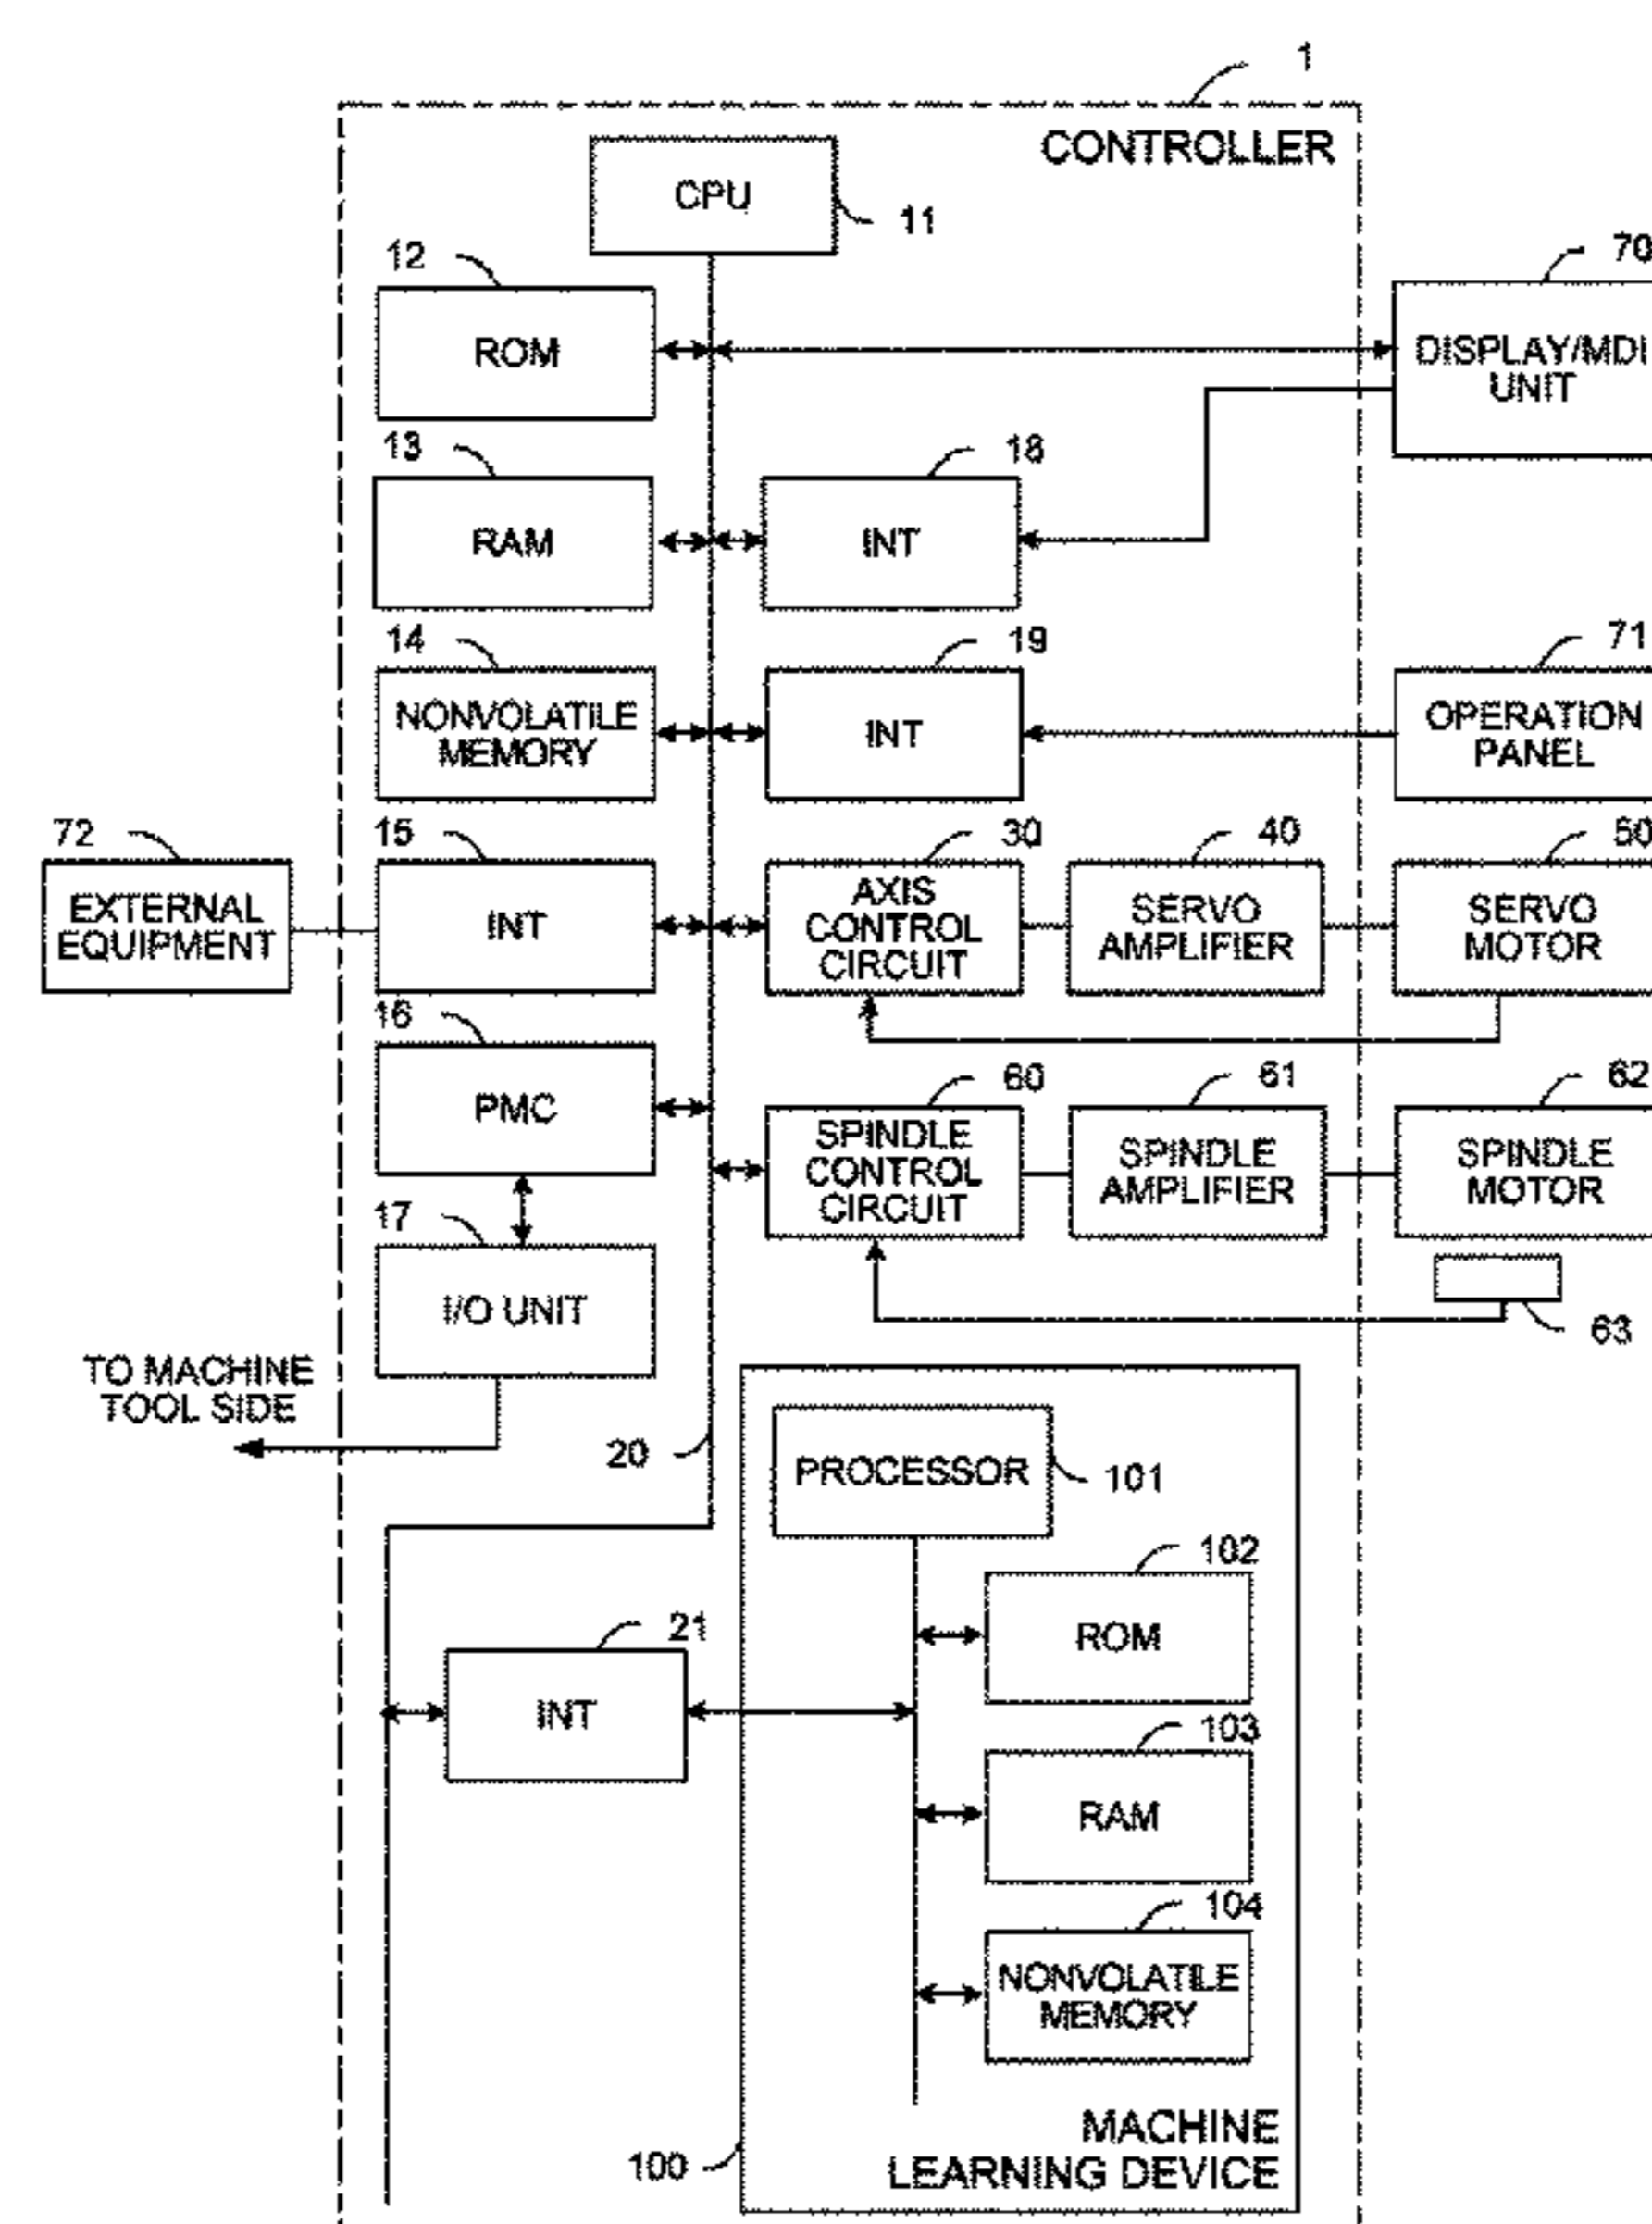 1
CONTROLLER
CPU
11
12
ROM
70
DISPLAY/MDI
UNIT
13
RAM
18
INT
14
NONVOLATILE
MEMORY
19
INT
71
OPERATION
PANEL
72
EXTERNAL
EQUIPMENT
15
INT
30
AXIS
CONTROL
CIRCUIT
40
SERVO
AMPLIFIER
50
SERVO
MOTOR
16
PMC
60
SPINDLE
CONTROL
CIRCUIT
61
SPINDLE
AMPLIFIER
62
SPINDLE
MOTOR
17
I/O UNIT
63
TO MACHINE
TOOL SIDE
20
PROCESSOR
101
102
ROM
21
INT
103
RAM
104
NONVOLATILE
MEMORY
100
MACHINE
LEARNING DEVICE